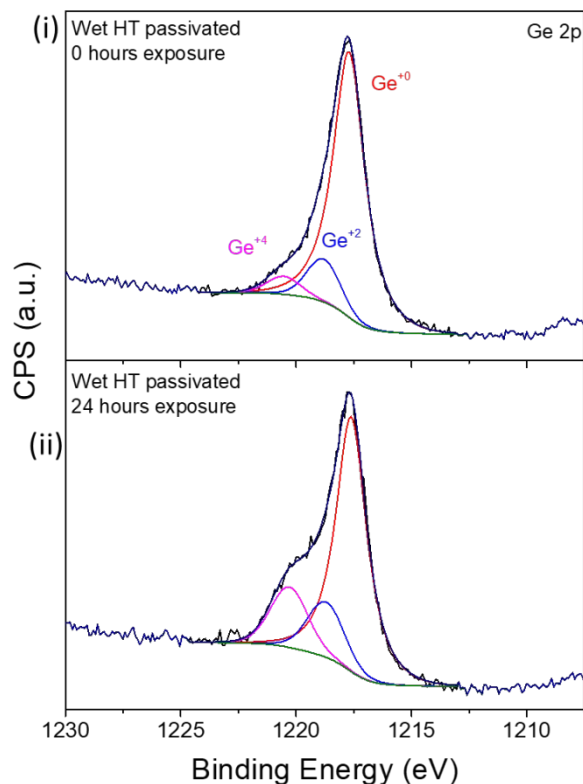 (i)
Wet HT passivated
0 hours exposure
Ge 2p
Ge+0
Ge+4
Ge+2
CPS (a.u.)
(ii)
Wet HT passivated
24 hours exposure
1230 1225 1220 1215 1210
Binding Energy (eV)